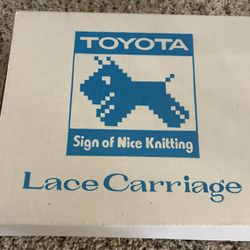 TOYOTA
Sign of Nice Knitting
Lace Carriage